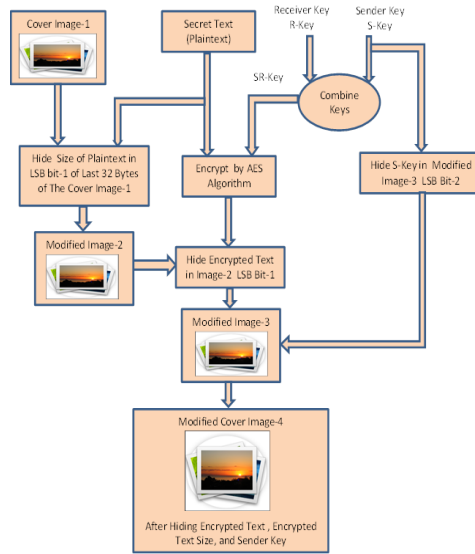 Cover Image-1
Secret Text
(Plaintext)
Receiver Key
R-Key
Sender Key
S-Key
SR-Key
Combine
Keys
Hide Size of Plaintext in
LSB bit-1 of Last 32 Bytes
of The Cover Image-1
Encrypt by AES
Algorithm
Hide S-Key in Modified
Image-3 LSB Bit-2
Modified Image-2
Hide Encrypted Text
in Image-2 LSB Bit-1
Modified Image-3
Modified Cover Image-4
After Hiding Encrypted Text , Encrypted
Text Size, and Sender Key